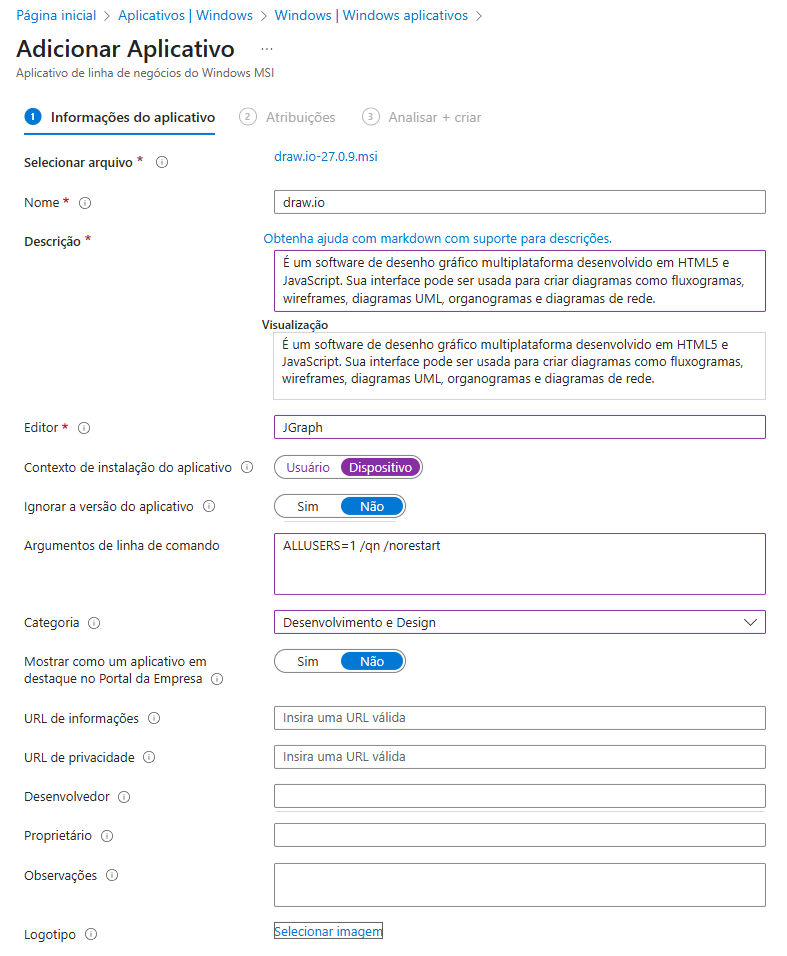 Página inicial > Aplicativos | Windows > Windows | Windows aplicativos >
Adicionar Aplicativo ...
Aplicativo de linha de negócios do Windows MSI
1 Informações do aplicativo 2 Atribuições 3 Analisar + criar
Selecionar arquivo * draw.io-27.0.9.msi
Nome * draw.io
Descrição * Obtenha ajuda com markdown com suporte para descrições.
É um software de desenho gráfico multiplataforma desenvolvido em HTML5 e
JavaScript. Sua interface pode ser usada para criar diagramas como fluxogramas,
wireframes, diagramas UML, organogramas e diagramas de rede.
Visualização
É um software de desenho gráfico multiplataforma desenvolvido em HTML5 e
JavaScript. Sua interface pode ser usada para criar diagramas como fluxogramas,
wireframes, diagramas UML, organogramas e diagramas de rede.
Editor * JGraph
Contexto de instalação do aplicativo Usuário Dispositivo
Ignorar a versão do aplicativo Sim Não
Argumentos de linha de comando ALLUSERS=1 /qn /norestart
Categoria Desenvolvimento e Design
Mostrar como um aplicativo em
destaque no Portal da Empresa Sim Não
URL de informações Insira uma URL válida
URL de privacidade Insira uma URL válida
Desenvolvedor
Proprietário
Observações
Logotipo Selecionar imagem